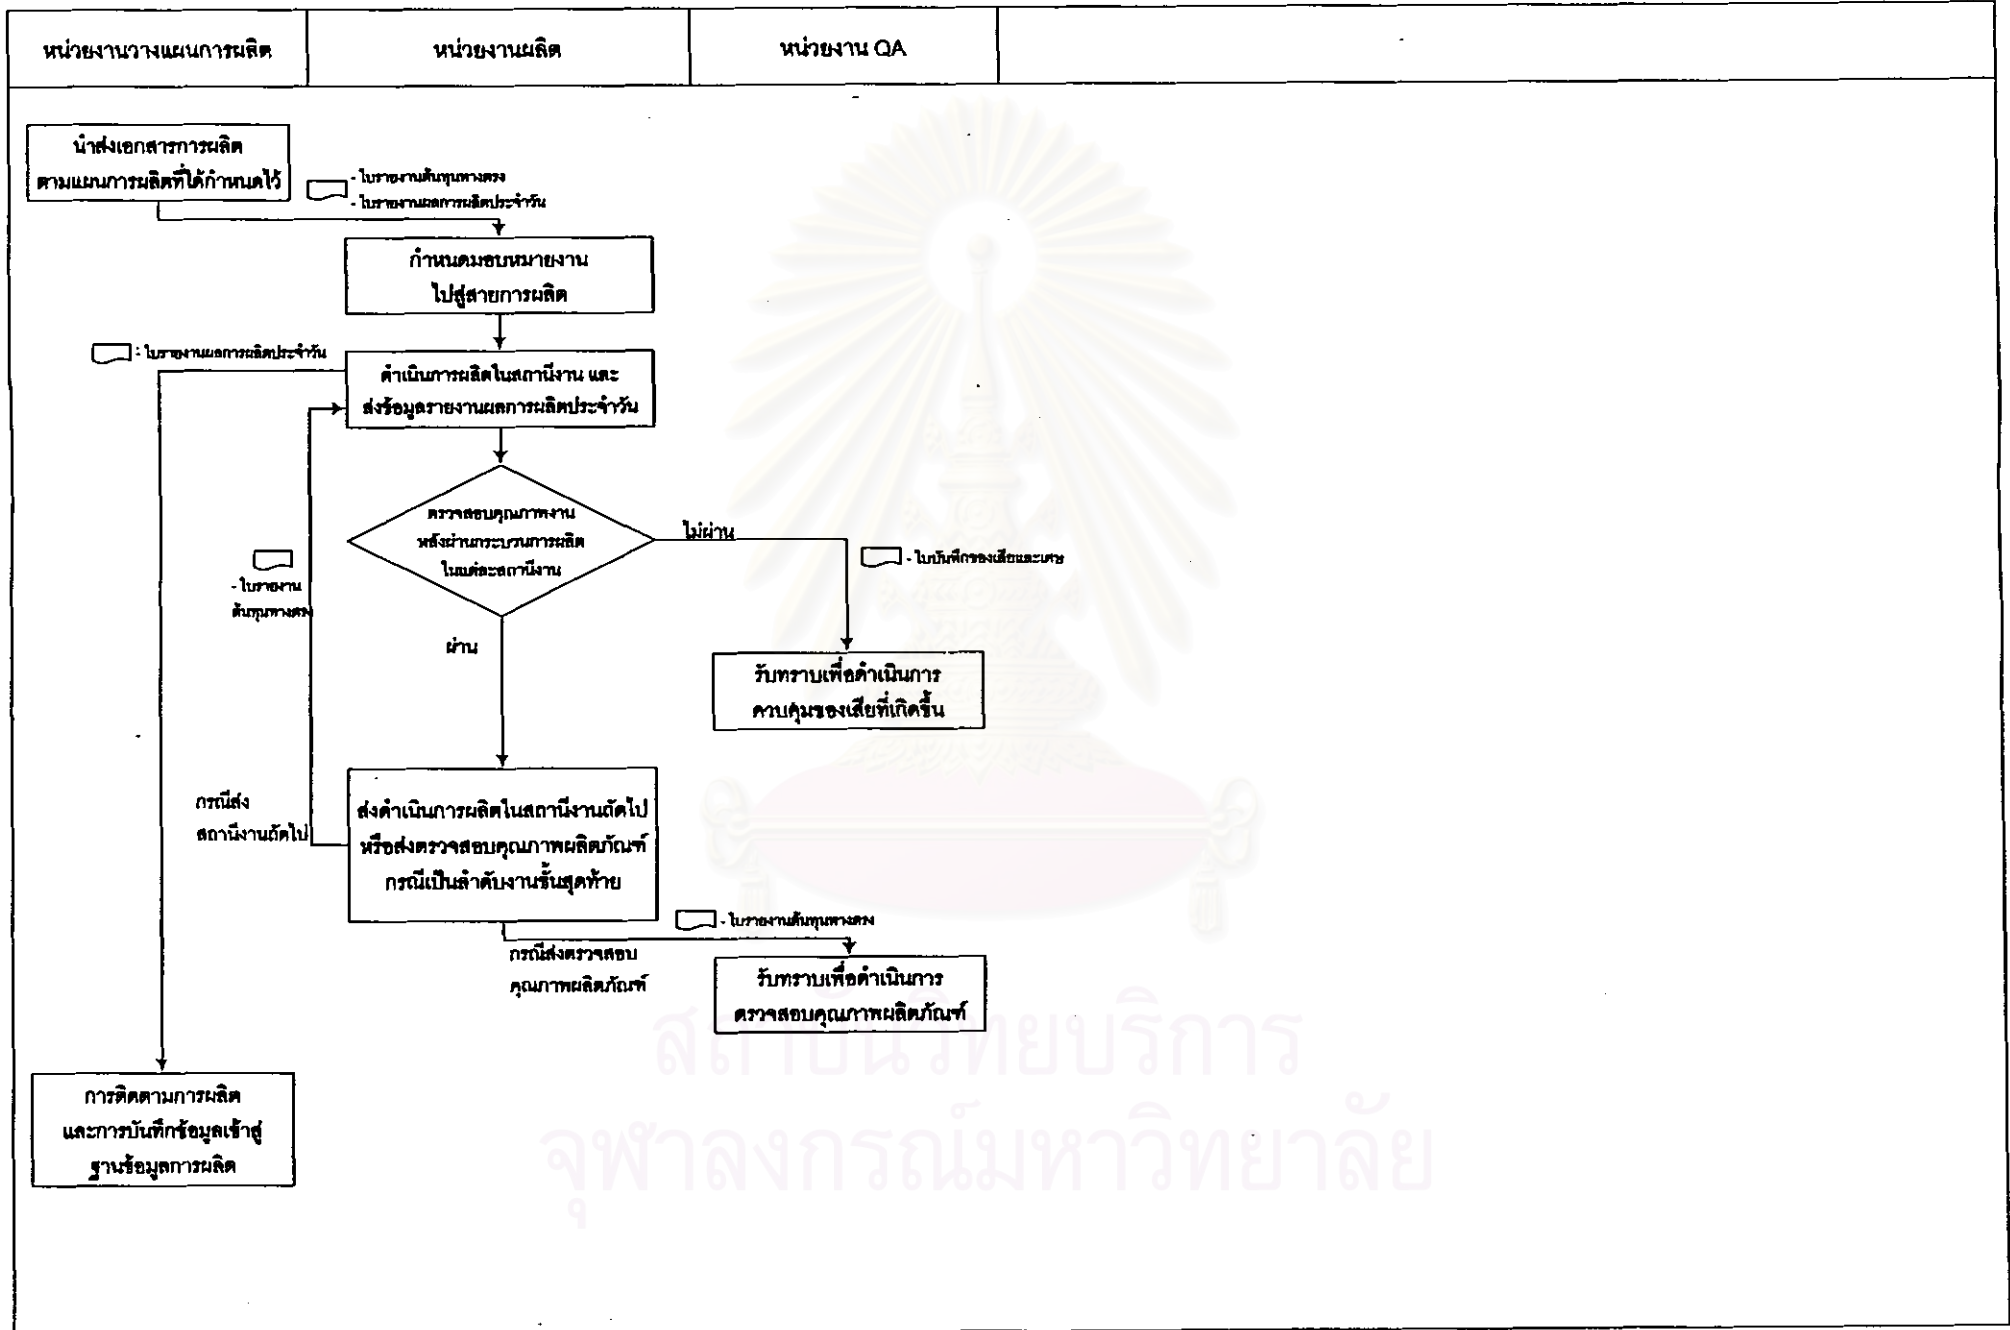 หน่วยงานวางแผนการผลิต
หน่วยงานผลิต
หน่วยงาน QA
นำส่งเอกสารการผลิต
ตามแผนการผลิตที่ได้กำหนดไว้
- ใบรายงานต้นทุนทางตรง
- ใบรายงานผลการผลิตประจำวัน
กำหนดมอบหมายงาน
ไปสู่สายการผลิต
: ใบรายงานผลการผลิตประจำวัน
ดำเนินการผลิตในสถานีงาน และ
ส่งข้อมูลรายงานผลการผลิตประจำวัน
ตรวจสอบคุณภาพงาน
หลังผ่านกระบวนการผลิต
ในแต่ละสถานีงาน
ไม่ผ่าน
- ใบบันทึกของเสียและเศษ
- ใบรายงาน
ต้นทุนทางตรง
ผ่าน
รับทราบเพื่อดำเนินการ
ควบคุมของเสียที่เกิดขึ้น
กรณีส่ง
สถานีงานถัดไป
ส่งดำเนินการผลิตในสถานีงานถัดไป
หรือส่งตรวจสอบคุณภาพผลิตภัณฑ์
กรณีเป็นลำดับงานขั้นสุดท้าย
- ใบรายงานต้นทุนทางตรง
กรณีส่งตรวจสอบ
คุณภาพผลิตภัณฑ์
รับทราบเพื่อดำเนินการ
ตรวจสอบคุณภาพผลิตภัณฑ์
สถาบันวิทยบริการ
จุฬาลงกรณ์มหาวิทยาลัย
การติดตามการผลิต
และการบันทึกข้อมูลเข้าสู่
ฐานข้อมูลการผลิต